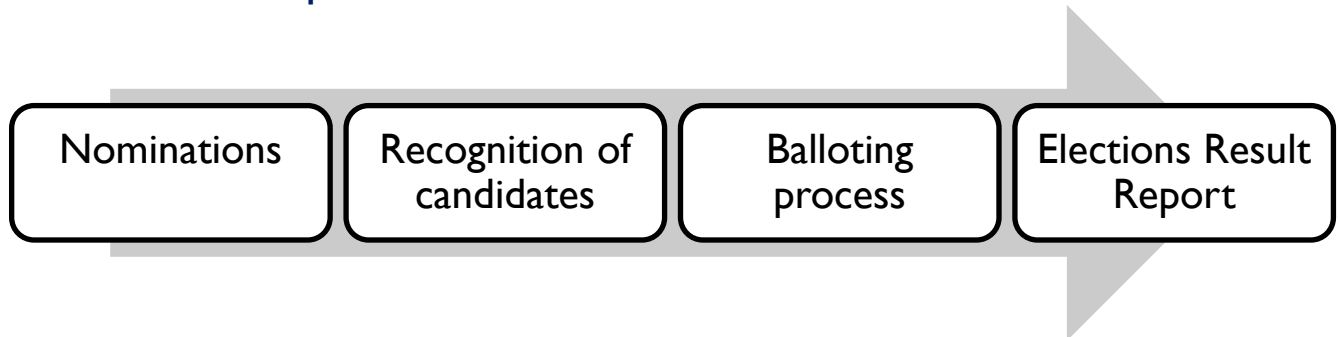 Nominations
Recognition of
candidates
Balloting
process
Elections Result
Report